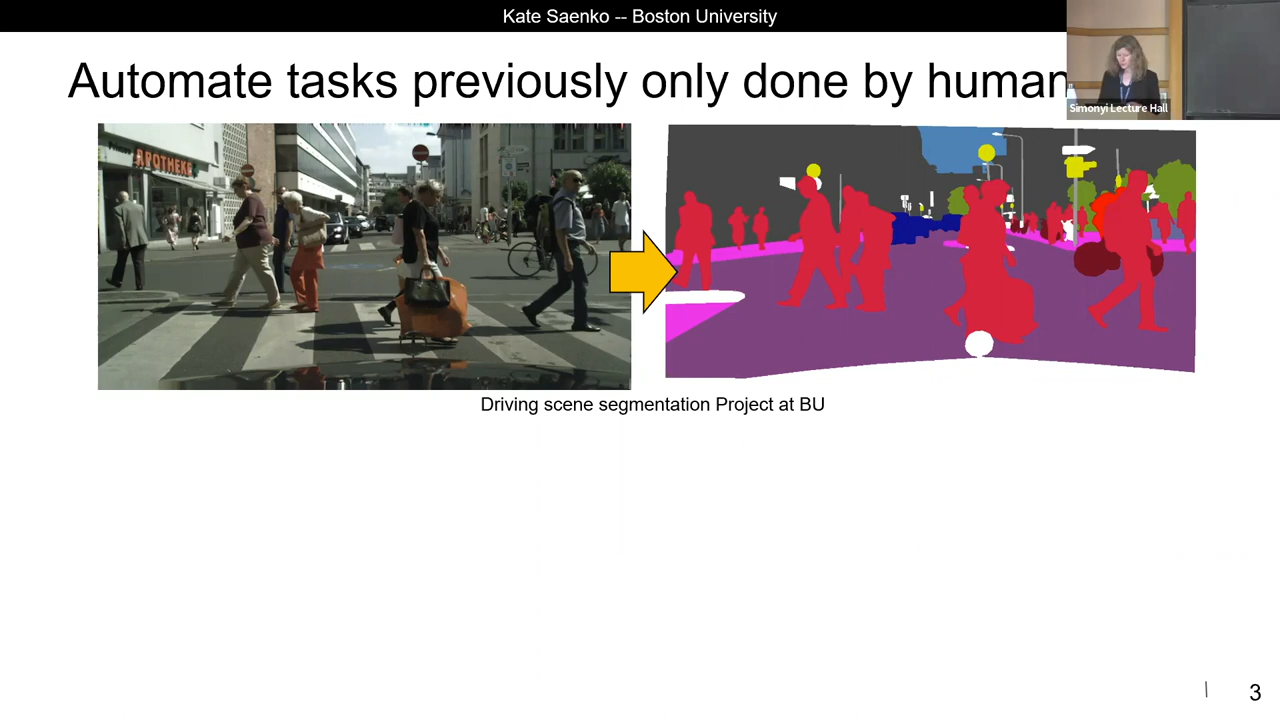 Kate Saenko -- Boston University
Automate tasks previously only done by human
Simonyi Lecture Hall
APOTHEKE
Driving scene segmentation Project at BU
3